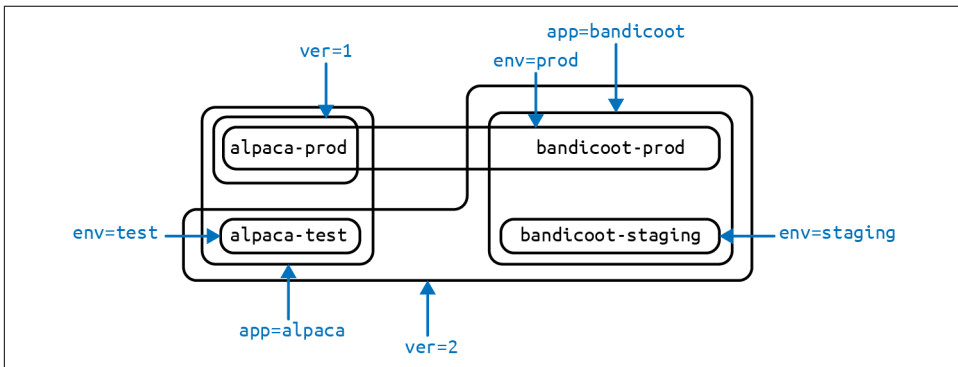 app=bandicoot
ver=1
env=prod
alpaca-prod
bandicoot-prod
env=test
alpaca-test
bandicoot-staging
env=staging
app=alpaca
ver=2